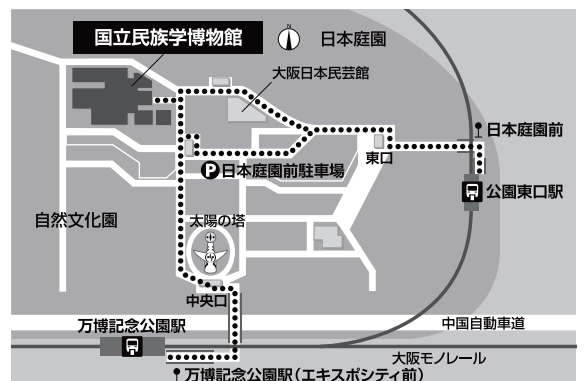 国立民族学博物館
N
日本庭園
大阪日本民芸館
日本庭園前
東口
P 日本庭園前駐車場
公園東口駅
自然文化園
太陽の塔
中央口
万博記念公園駅
中国自動車道
大阪モノレール
万博記念公園駅(エキスポシティ前)